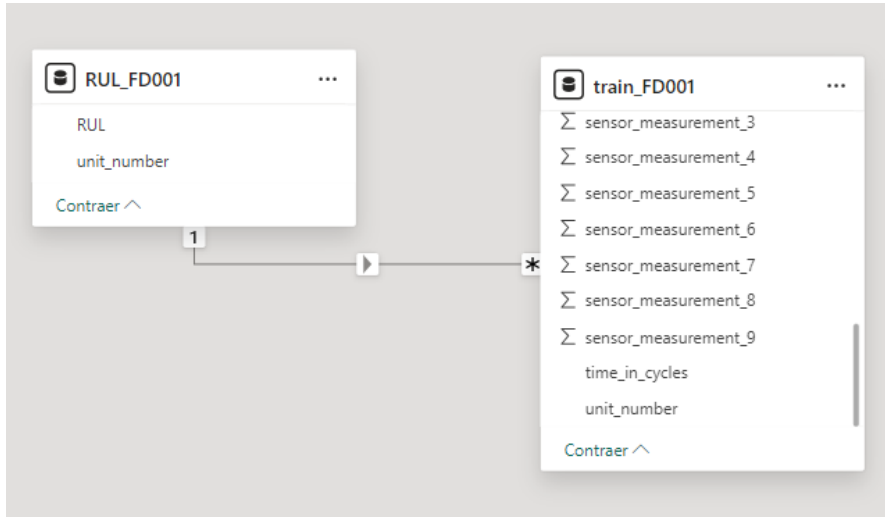 RUL_FD001
...
RUL
unit_number
Contraer
1
*
train_FD001
...
Σ sensor_measurement_3
Σ sensor_measurement_4
Σ sensor_measurement_5
Σ sensor_measurement_6
Σ sensor_measurement_7
Σ sensor_measurement_8
Σ sensor_measurement_9
time_in_cycles
unit_number
Contraer